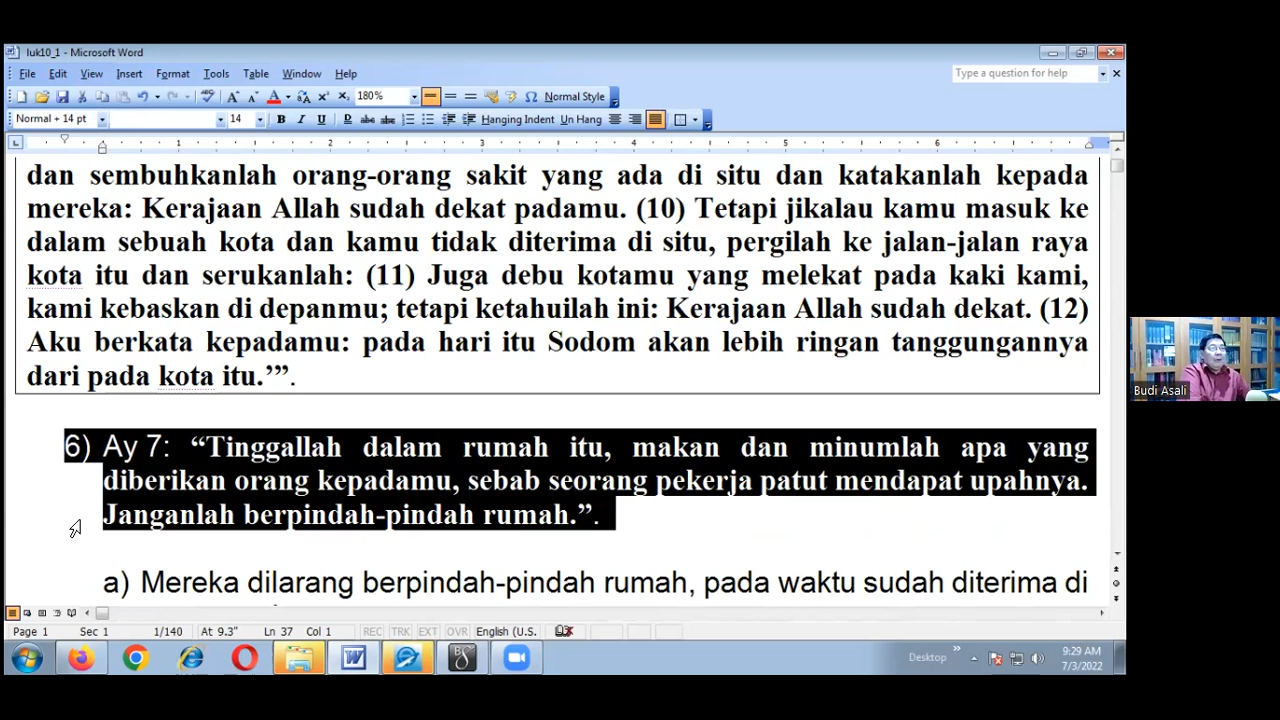 luk10_1 - Microsoft Word
File Edit View Insert Format Tools Table Window Help
Type a question for help
180% Normal Style
Normal + 14 pt 14 B I U Hanging Indent Un Hang
1 2 3 4 5 6
dan sembuhkanlah orang-orang sakit yang ada di situ dan katakanlah kepada
mereka: Kerajaan Allah sudah dekat padamu. (10) Tetapi jikalau kamu masuk ke
dalam sebuah kota dan kamu tidak diterima di situ, pergilah ke jalan-jalan raya
kota itu dan serukanlah: (11) Juga debu kotamu yang melekat pada kaki kami,
kami kebaskan di depanmu; tetapi ketahuilah ini: Kerajaan Allah sudah dekat. (12)
Aku berkata kepadamu: pada hari itu Sodom akan lebih ringan tanggungannya
dari pada kota itu.’”.
Budi Asali
6) Ay 7: “Tinggallah dalam rumah itu, makan dan minumlah apa yang
diberikan orang kepadamu, sebab seorang pekerja patut mendapat upahnya.
Janganlah berpindah-pindah rumah.”.
a) Mereka dilarang berpindah-pindah rumah, pada waktu sudah diterima di
Page 1 Sec 1 1/140 At 9.3" Ln 37 Col 1 REC TRK EXT OVR English (U.S.
Desktop 9:29 AM
7/3/2022